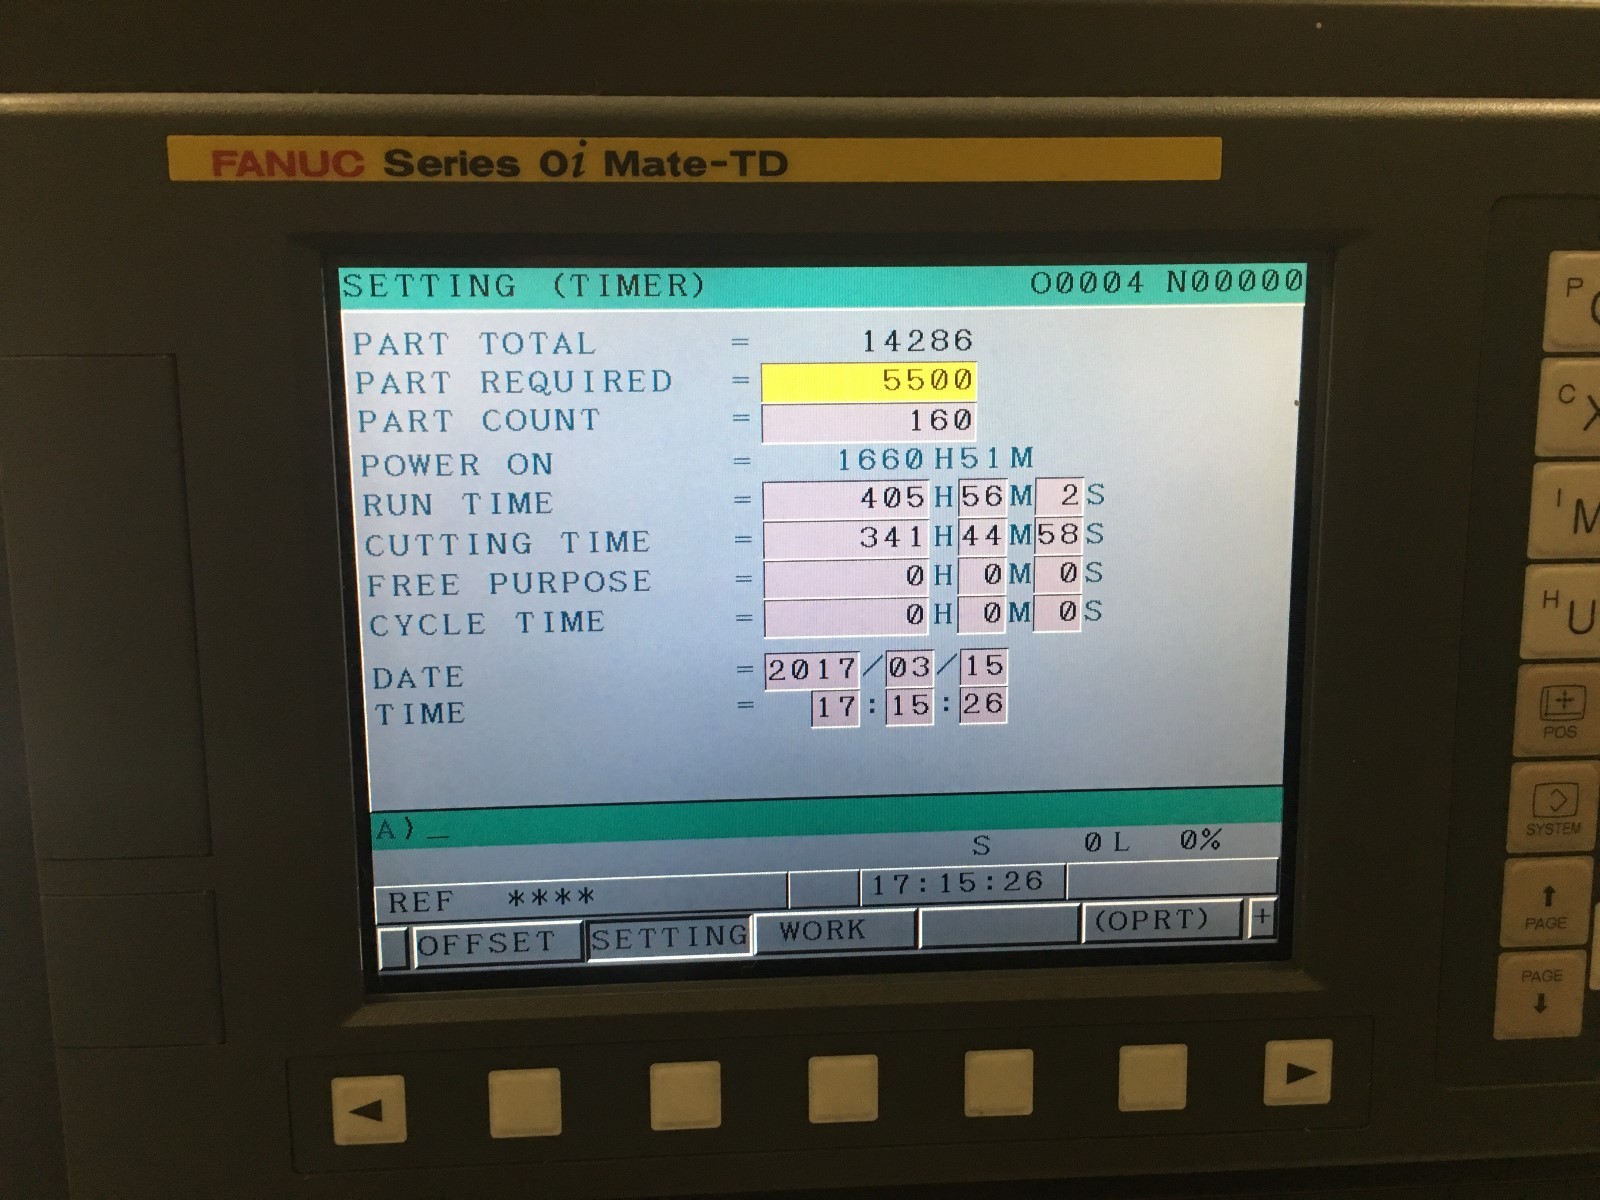 FANUC Series 0i Mate-TD
SETTING (TIMER) O0004 N00000
PART TOTAL = 14286
PART REQUIRED = 5500
PART COUNT = 160
POWER ON = 1660H51M
RUN TIME = 405H56M 2S
CUTTING TIME = 341H44M58S
FREE PURPOSE = 0H 0M 0S
CYCLE TIME = 0H 0M 0S
DATE = 2017/03/15
TIME = 17:15:26
A)_
S 0L 0%
REF **** 17:15:26
OFFSET SETTING WORK (OPRT) +
P
C X
I M
H U
POS
SYSTEM
↑
PAGE
PAGE
↓